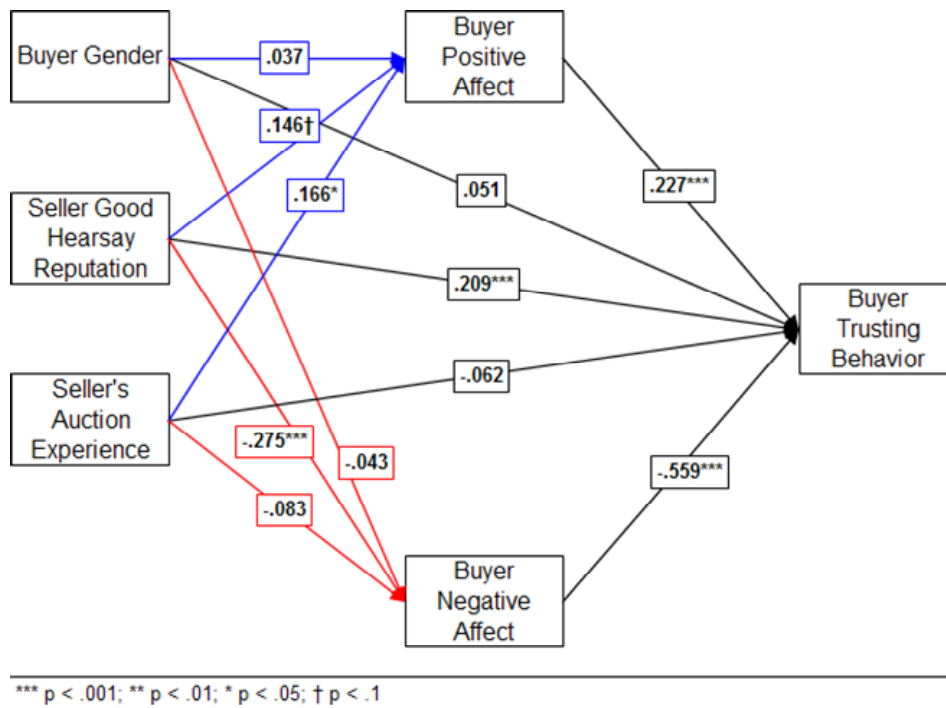 Buyer Gender
.037
Buyer
Positive
Affect
.146†
.166*
.051
.227***
Seller Good
Hearsay
Reputation
.209***
Buyer
Trusting
Behavior
-.062
Seller's
Auction
Experience
-.275***
-.043
-.559***
-.083
Buyer
Negative
Affect
*** p < .001; ** p < .01; * p < .05; † p < .1